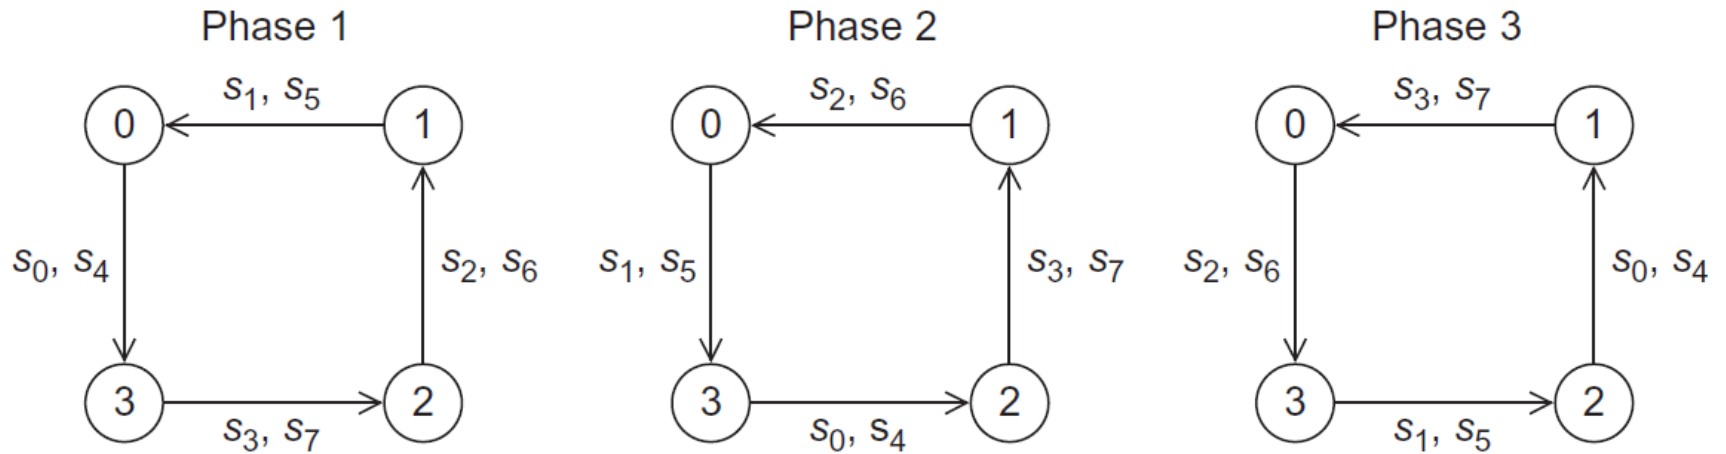 Phase 1
s₁, s₅
0
1
s₀, s₄
s₂, s₆
3
2
s₃, s₇
Phase 2
s₂, s₆
0
1
s₁, s₅
s₃, s₇
3
2
s₀, s₄
Phase 3
s₃, s₇
0
1
s₂, s₆
s₀, s₄
3
2
s₁, s₅